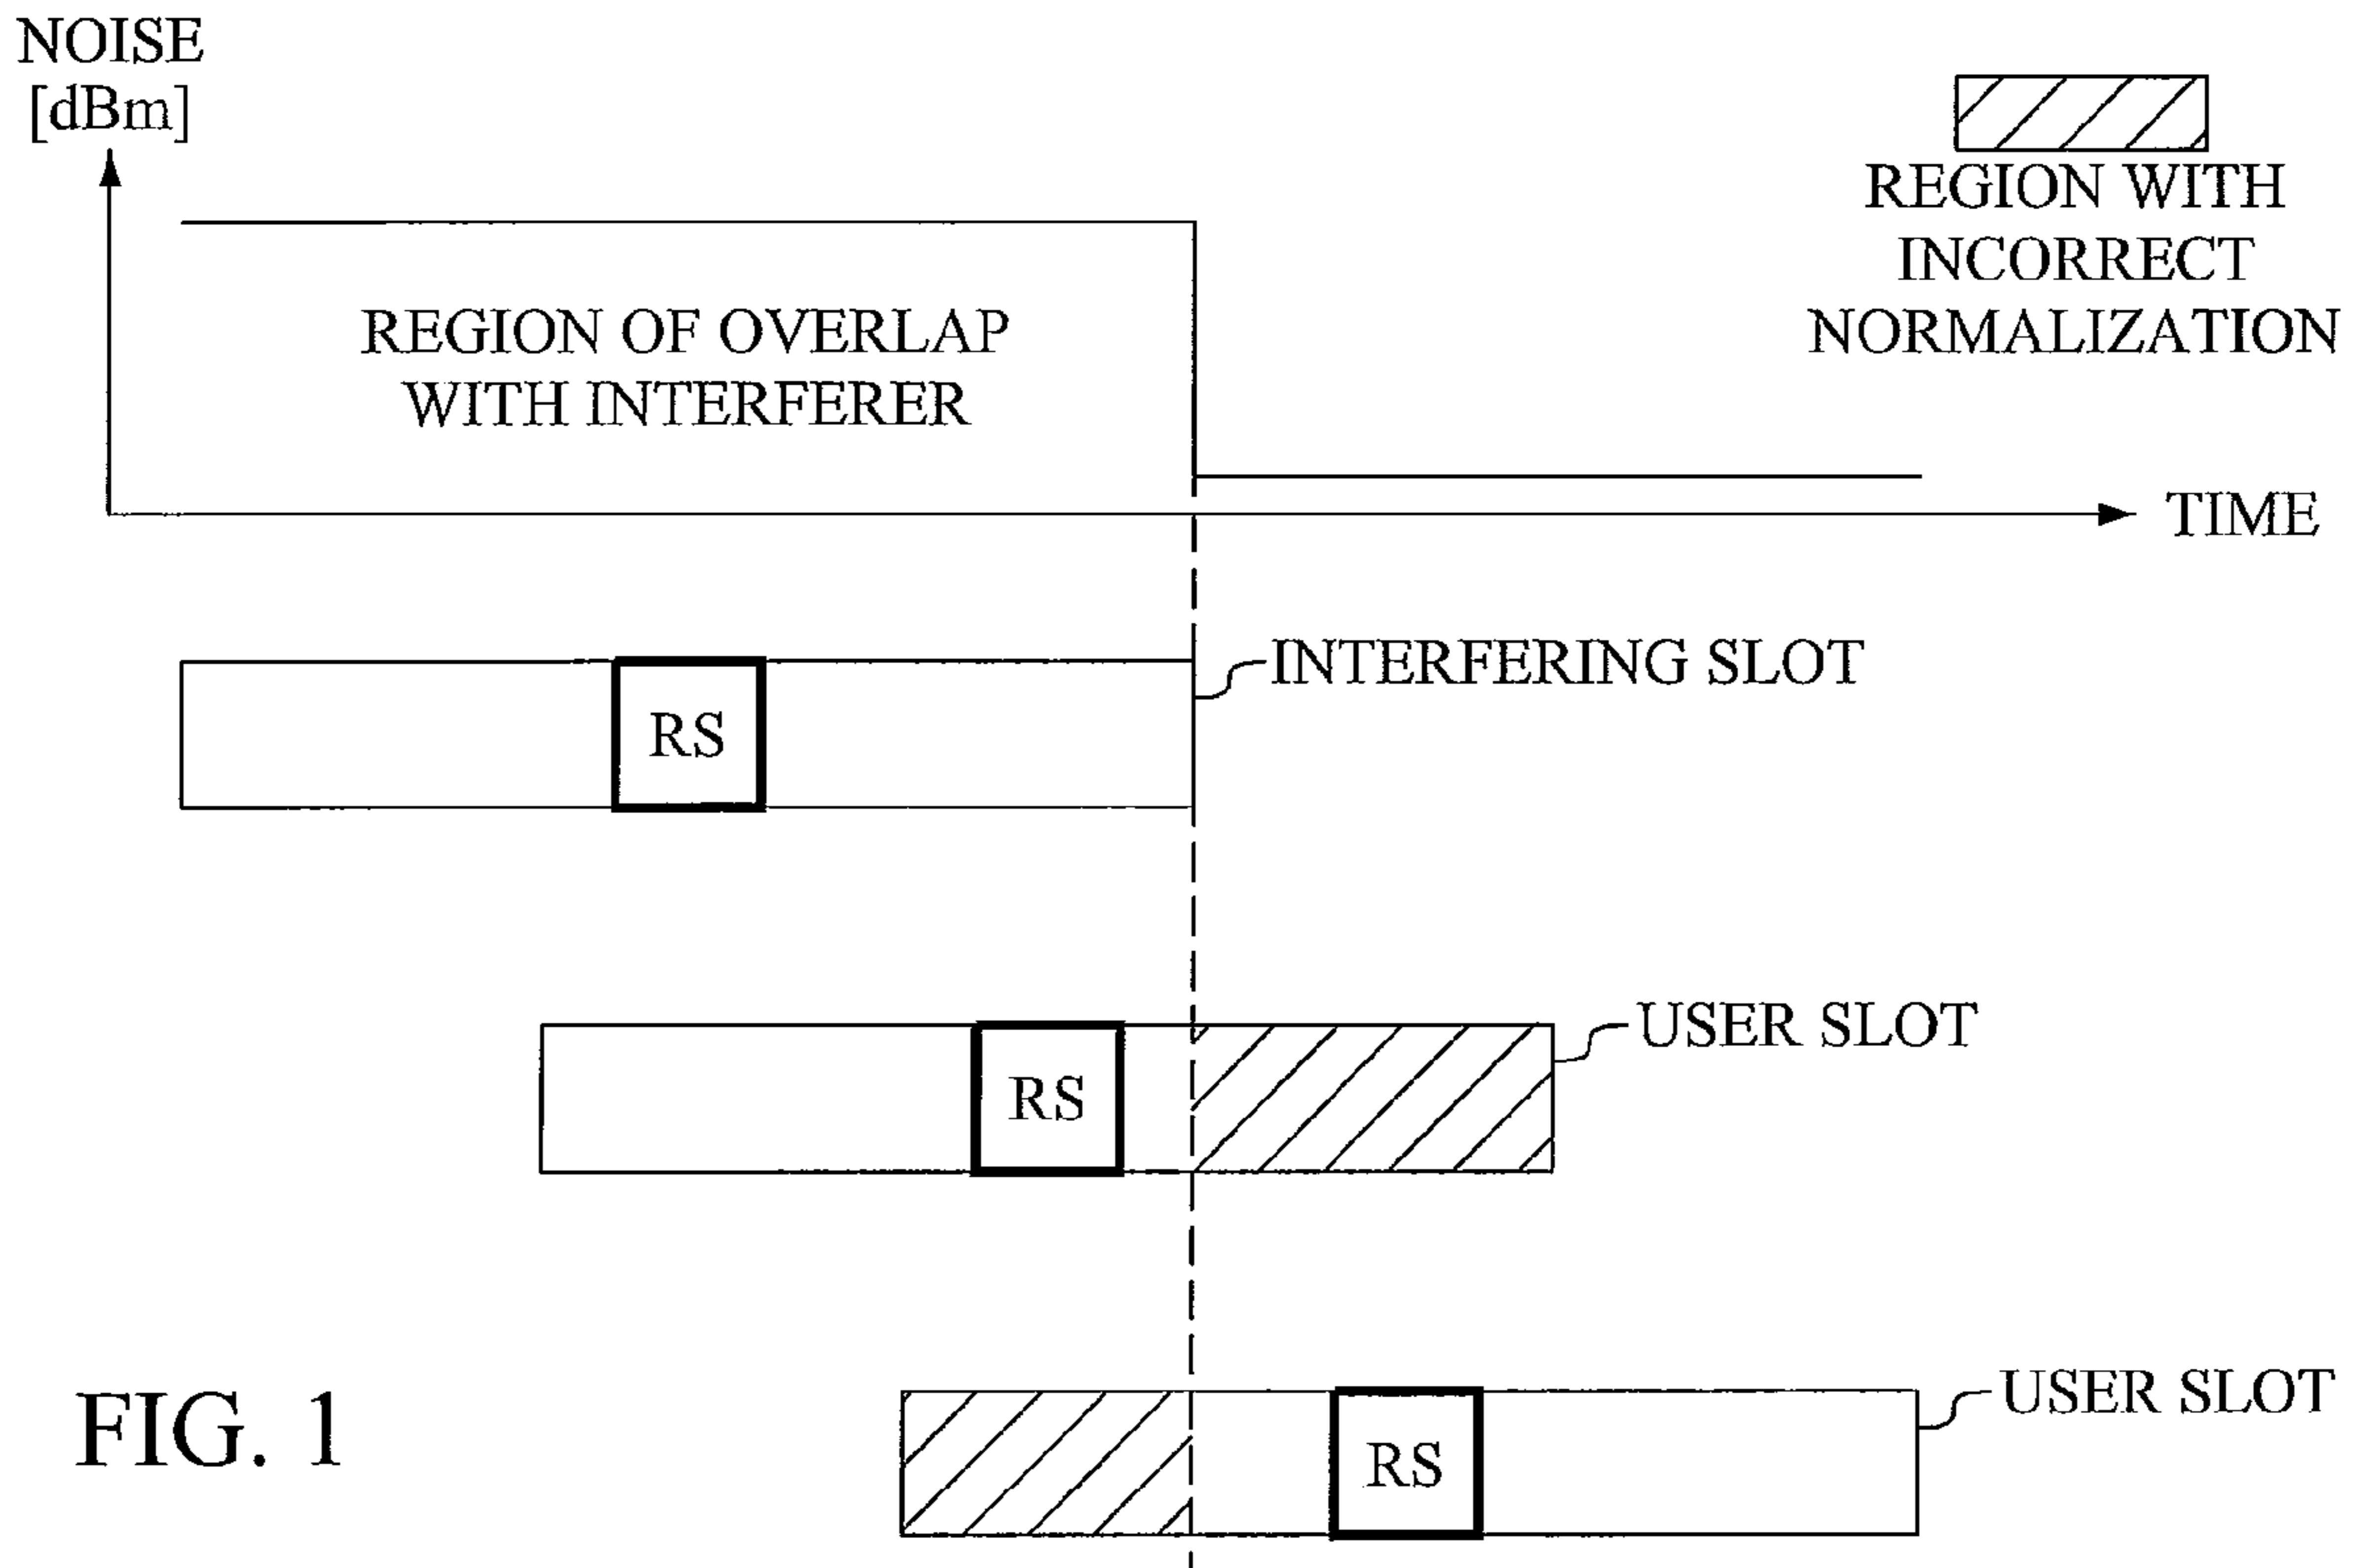 NOISE
[dBm]
REGION WITH
INCORRECT
NORMALIZATION
REGION OF OVERLAP
WITH INTERFERER
TIME
INTERFERING SLOT
RS
USER SLOT
RS
USER SLOT
RS
FIG. 1